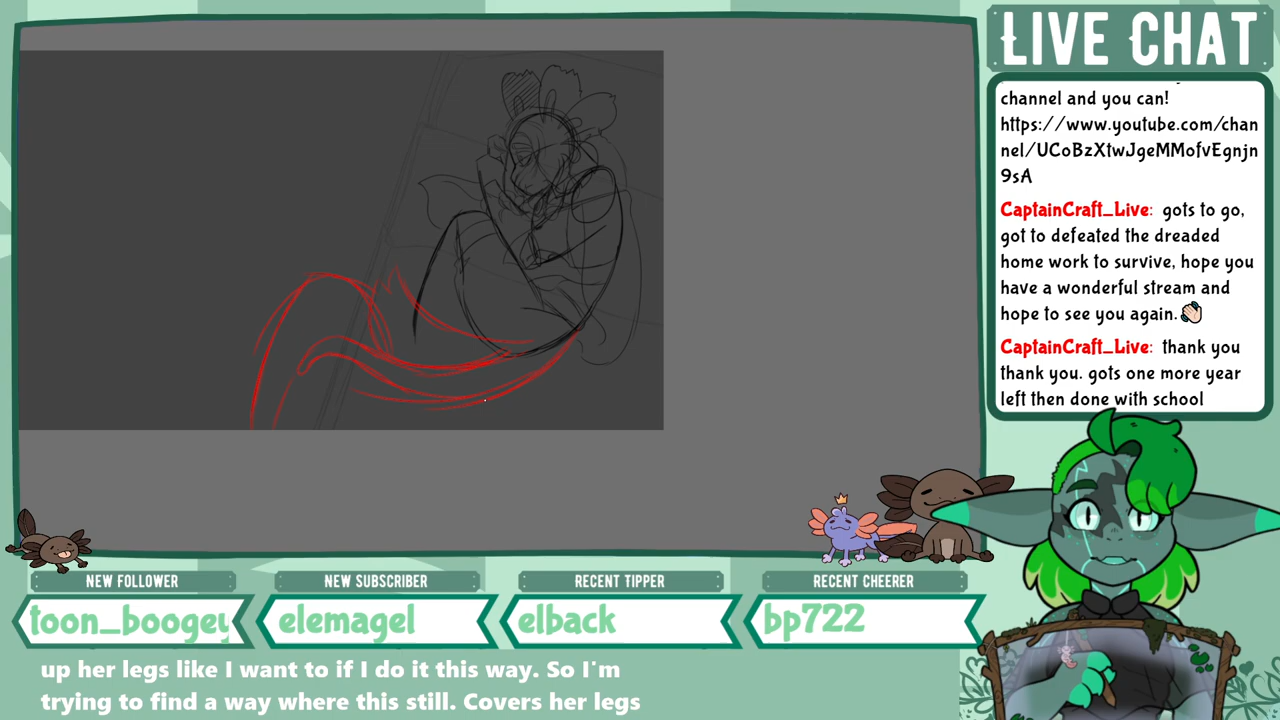 LIVE CHAT
channel and you can!
https://www.youtube.com/chan
nel/UCoBzXtwJgeMMofvEgnjn
9sA
CaptainCraft_Live: gots to go,
got to defeated the dreaded
home work to survive, hope you
have a wonderful stream and
hope to see you again.
CaptainCraft_Live: thank you
thank you. gots one more year
left then done with school
NEW FOLLOWER
toon_boogey
NEW SUBSCRIBER
elemagel
RECENT TIPPER
elback
RECENT CHEERER
bp722
up her legs like I want to if I do it this way. So I'm
trying to find a way where this still. Covers her legs